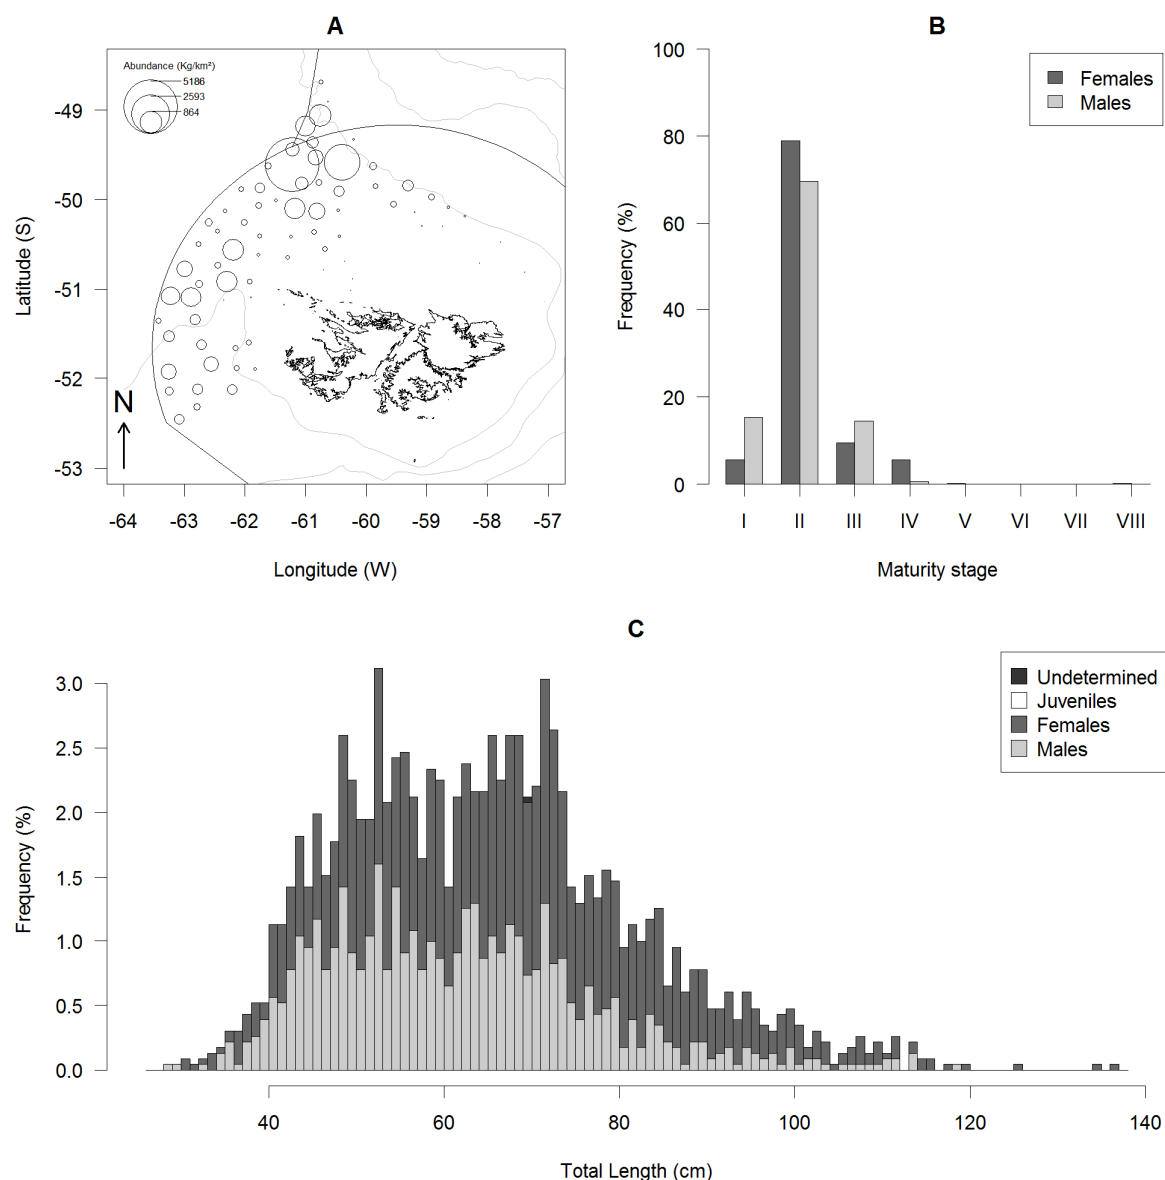 A
Abundance (Kg/km²)
5186
2593
864
-49
-50
-51
-52
-53
Latitude (S)
N
-64 -63 -62 -61 -60 -59 -58 -57
Longitude (W)
B
100
80
60
40
20
0
Frequency (%)
Females
Males
I II III IV V VI VII VIII
Maturity stage
C
3.0
2.5
2.0
1.5
1.0
0.5
0.0
Frequency (%)
Undetermined
Juveniles
Females
Males
40 60 80 100 120 140
Total Length (cm)